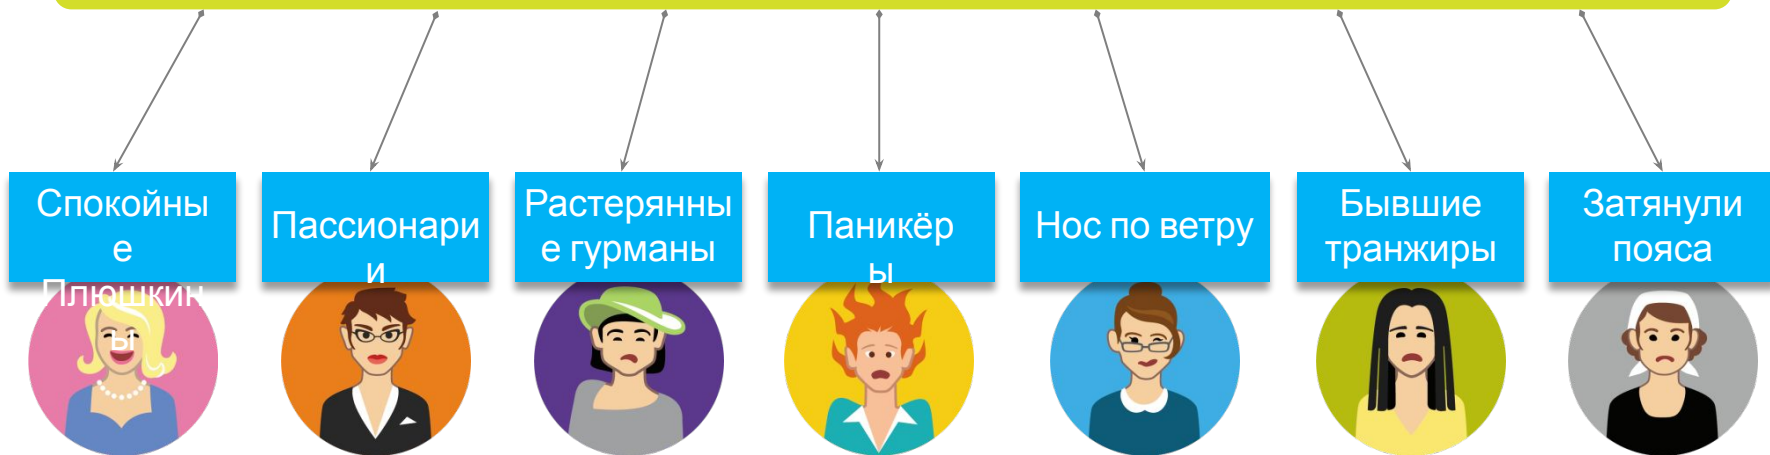 Спокойны
е
Плюшкин
ы
Пассионари
и
Растерянны
е гурманы
Паникёр
ы
Нос по ветру
Бывшие
транжиры
Затянули
пояса